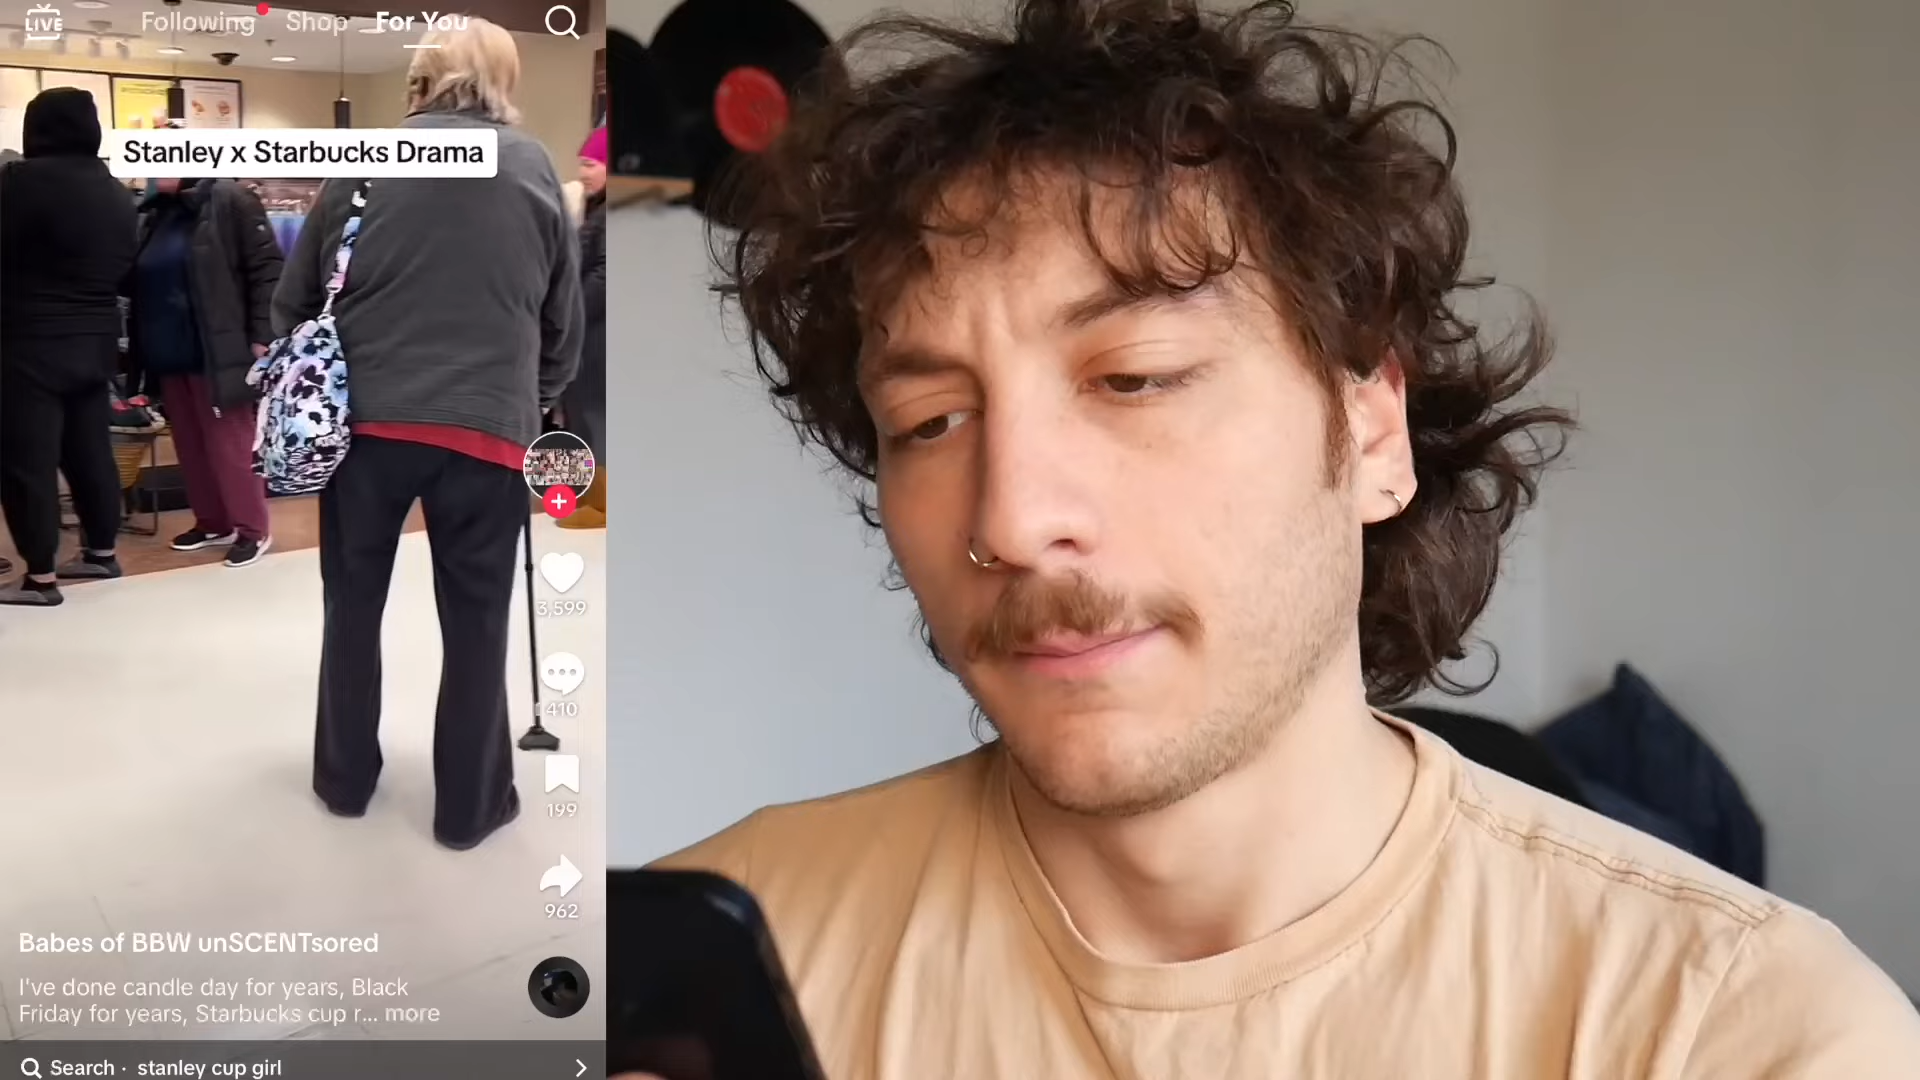 LIVE
Following
Shop
For You
Stanley x Starbucks Drama
3,599
410
199
962
Babes of BBW unSCENTsored
I've done candle day for years, Black
Friday for years, Starbucks cup r... more
Search · stanley cup girl